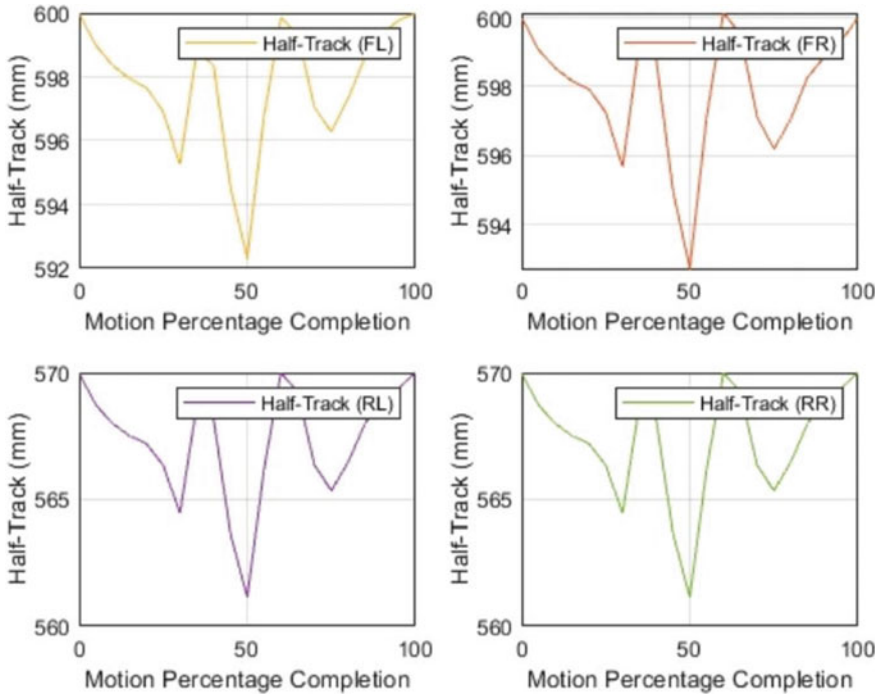 600
598
596
594
592
Half-Track (mm)
Half-Track (FL)
0
50
100
Motion Percentage Completion
600
598
596
594
Half-Track (mm)
Half-Track (FR)
0
50
100
Motion Percentage Completion
570
565
560
Half-Track (mm)
Half-Track (RL)
0
50
100
Motion Percentage Completion
570
565
560
Half-Track (mm)
Half-Track (RR)
0
50
100
Motion Percentage Completion